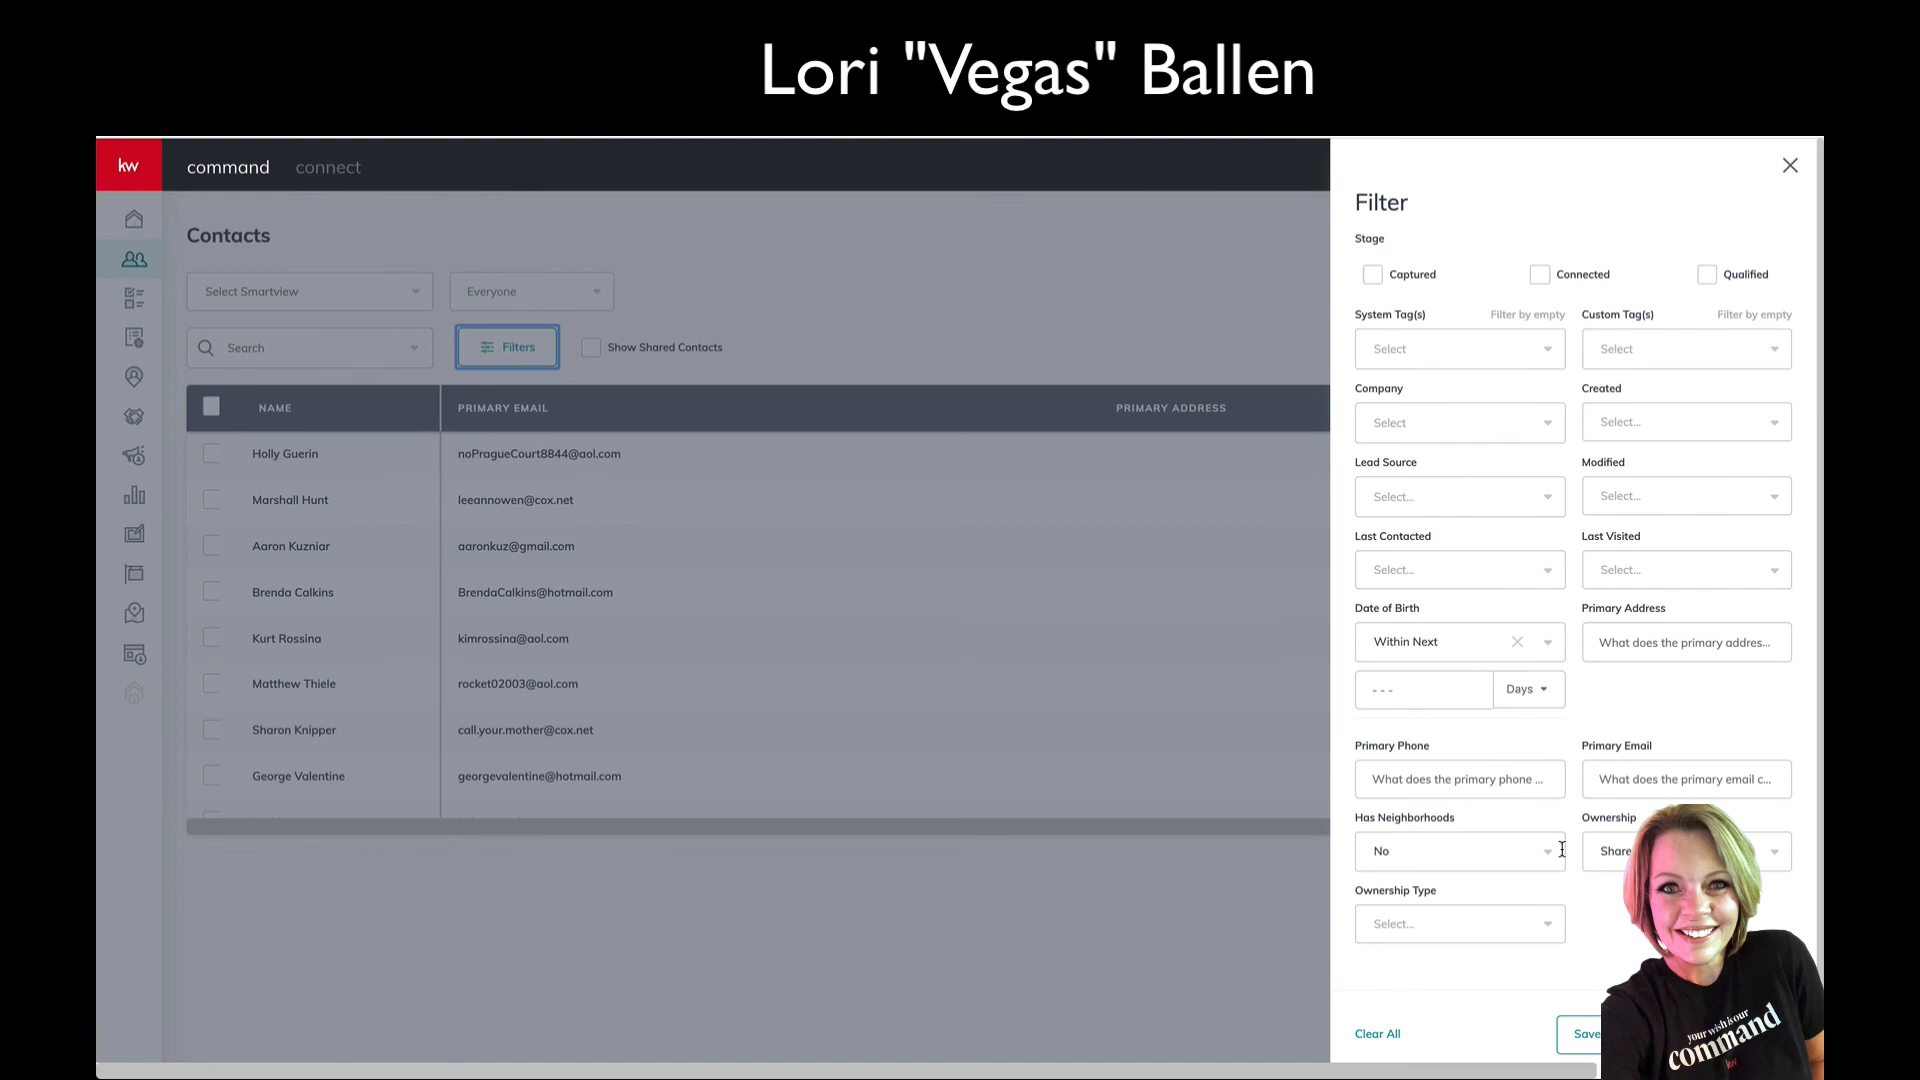 Lori "Vegas" Ballen
kw
command connect
Contacts
Select Smartview
Everyone
Search
Filters
Show Shared Contacts
NAME PRIMARY EMAIL PRIMARY ADDRESS
Holly Guerin noPragueCourt8844@aol.com
Marshall Hunt leeannowen@cox.net
Aaron Kuzniar aaronkuz@gmail.com
Brenda Calkins BrendaCalkins@hotmail.com
Kurt Rossina kimrossina@aol.com
Matthew Thiele rocket02003@aol.com
Sharon Knipper call.your.mother@cox.net
George Valentine georgevalentine@hotmail.com
Filter
Stage
Captured Connected Qualified
System Tag(s) Filter by empty Custom Tag(s) Filter by empty
Select Select
Company Created
Select Select...
Lead Source Modified
Select... Select...
Last Contacted Last Visited
Select... Select...
Date of Birth Primary Address
Within Next What does the primary addres...
--- Days
Primary Phone Primary Email
What does the primary phone ... What does the primary email c...
Has Neighborhoods Ownership
No Share
Ownership Type
Select...
Clear All Save
your wish is our
command
kw